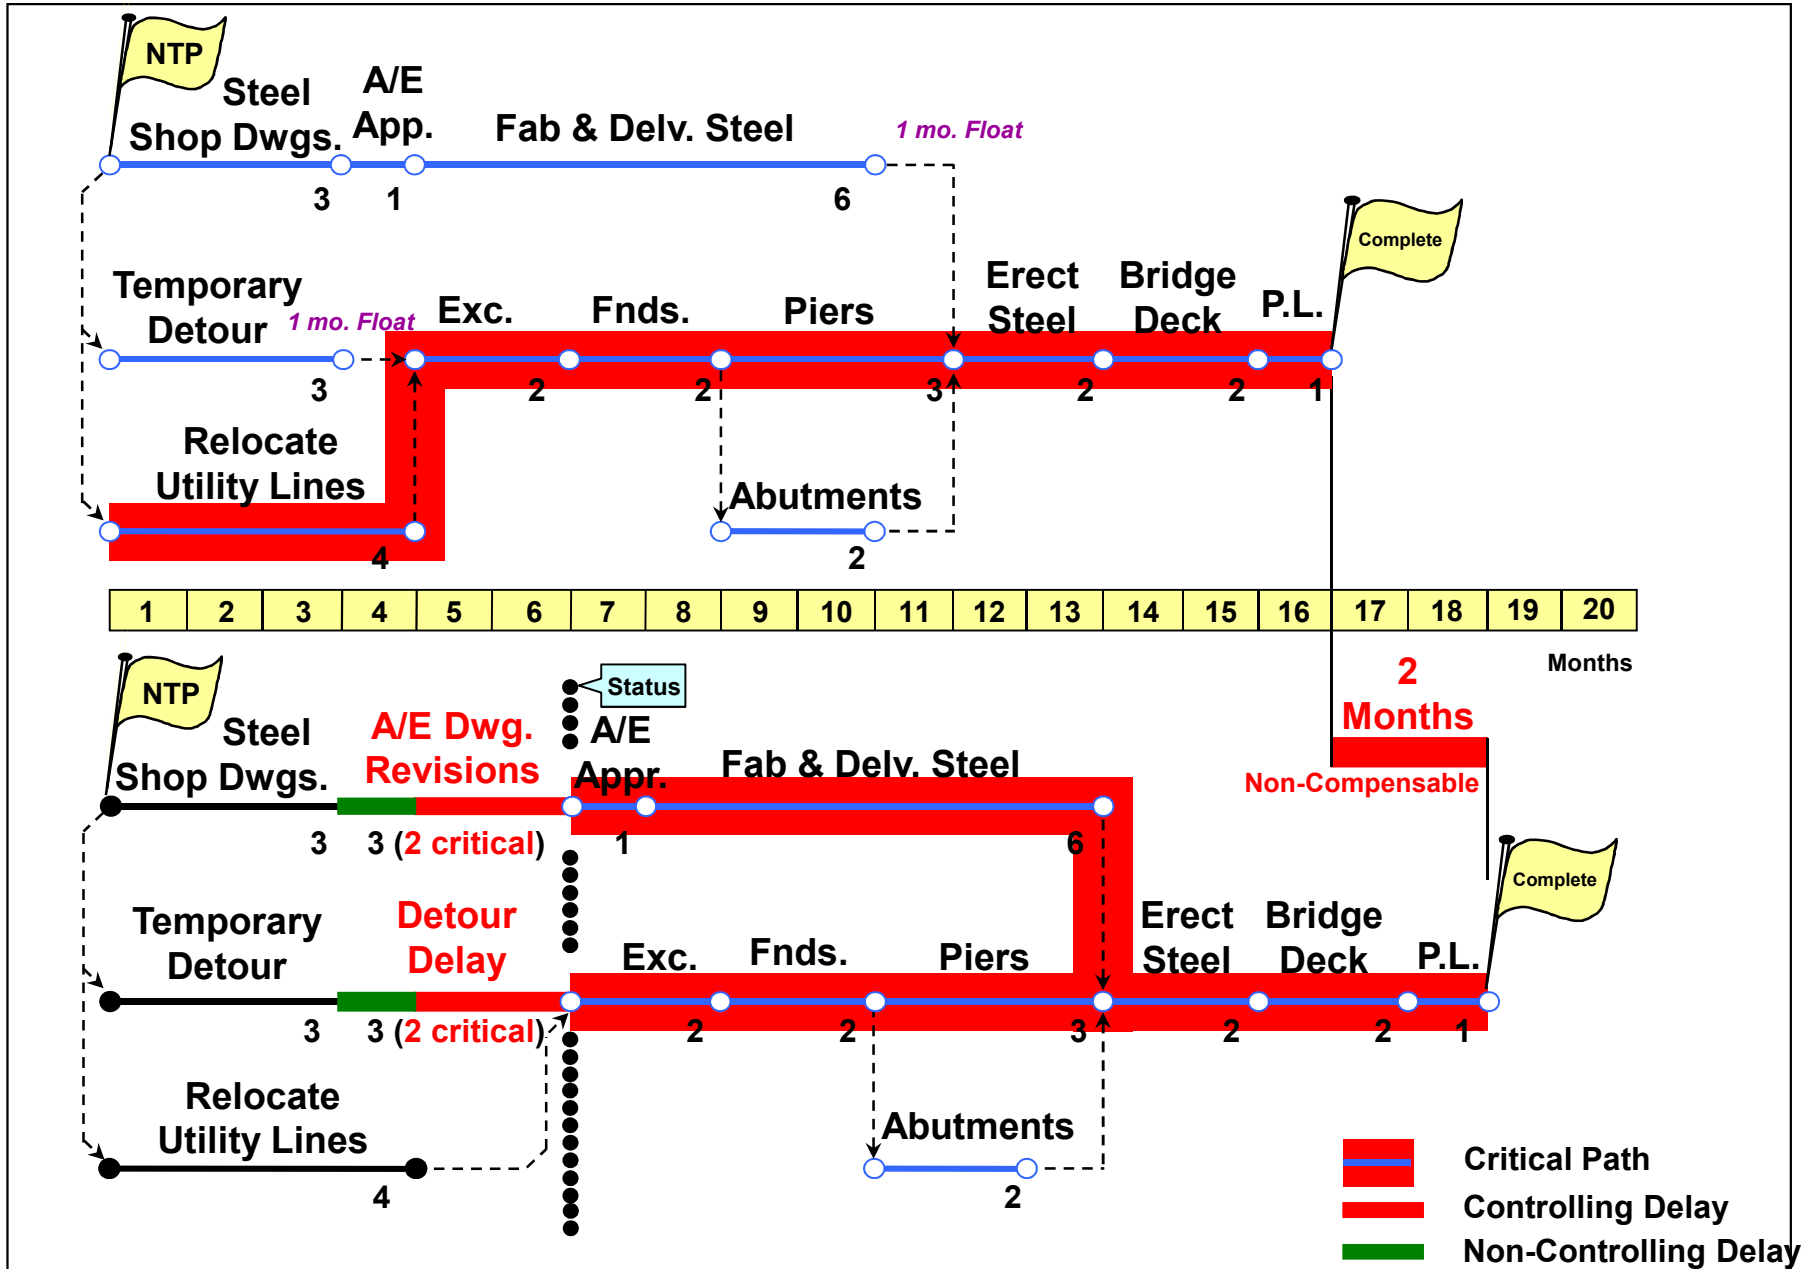 NTP
Steel
Shop Dwgs.
A/E
App.
Fab & Delv. Steel
1 mo. Float
3
1
6
Complete
Temporary
Detour
1 mo. Float
Exc.
Fnds.
Piers
Erect
Steel
Bridge
Deck
P.L.
3
2
2
3
2
2
1
Relocate
Utility Lines
Abutments
4
2
1 2 3 4 5 6 7 8 9 10 11 12 13 14 15 16 17 18 19 20
Months
NTP
Status
2
Months
Non-Compensable
Steel
Shop Dwgs.
A/E Dwg.
Revisions
A/E
Appr.
Fab & Delv. Steel
3
3 (2 critical)
1
6
Complete
Temporary
Detour
Detour
Delay
Exc.
Fnds.
Piers
Erect
Steel
Bridge
Deck
P.L.
3
3 (2 critical)
2
2
3
2
2
1
Relocate
Utility Lines
Abutments
4
2
Critical Path
Controlling Delay
Non-Controlling Delay